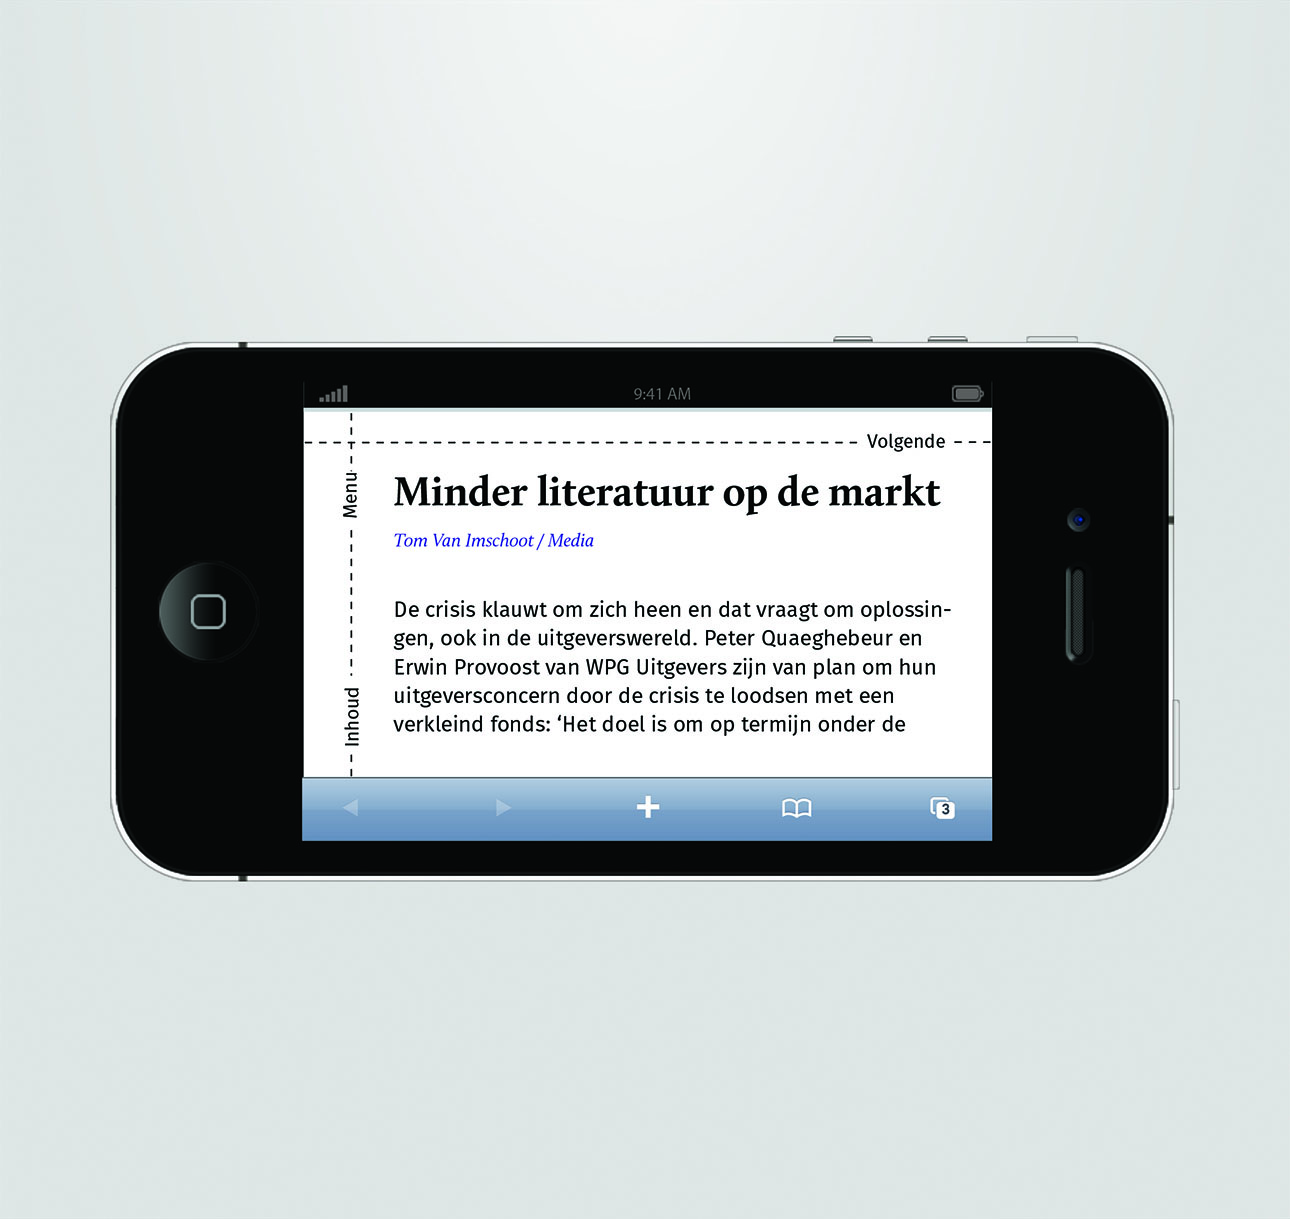 9:41 AM
Volgende
Menu
Inhoud
Minder literatuur op de markt
Tom Van Imschoot / Media
De crisis klauwt om zich heen en dat vraagt om oplossin-
gen, ook in de uitgeverswereld. Peter Quaeghebeur en
Erwin Provoost van WPG Uitgevers zijn van plan om hun
uitgeversconcern door de crisis te loodsen met een
verkleind fonds: ‘Het doel is om op termijn onder de
3